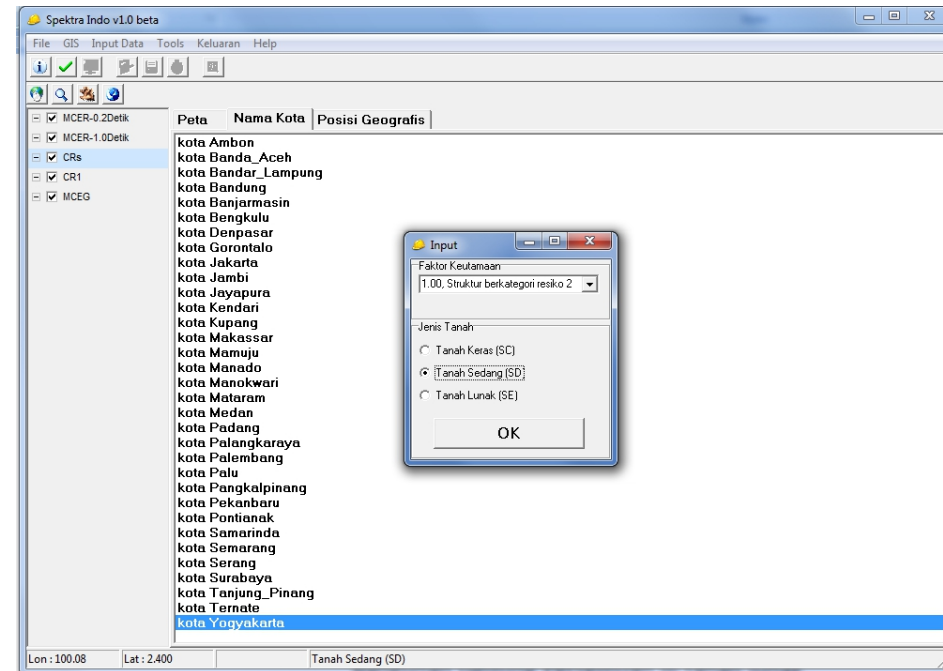 Spektra Indo v1.0 beta
File GIS Input Data Tools Keluaran Help
MCER-0.2Detik
MCER-1.0Detik
CRs
CR1
MCEG
Peta Nama Kota Posisi Geografis
kota Ambon
kota Banda_Aceh
kota Bandar_Lampung
kota Bandung
kota Banjarmasin
kota Bengkulu
kota Denpasar
kota Gorontalo
kota Jakarta
kota Jambi
kota Jayapura
kota Kendari
kota Kupang
kota Makassar
kota Mamuju
kota Manado
kota Manokwari
kota Mataram
kota Medan
kota Padang
kota Palangkaraya
kota Palembang
kota Palu
kota Pangkalpinang
kota Pekanbaru
kota Pontianak
kota Samarinda
kota Semarang
kota Serang
kota Surabaya
kota Tanjung_Pinang
kota Ternate
kota Yogyakarta
Input
Faktor Keutamaan
1.00, Struktur berkategori resiko 2
Jenis Tanah
Tanah Keras (SC)
Tanah Sedang (SD)
Tanah Lunak (SE)
OK
Lon : 100.08 Lat : 2.400 Tanah Sedang (SD)